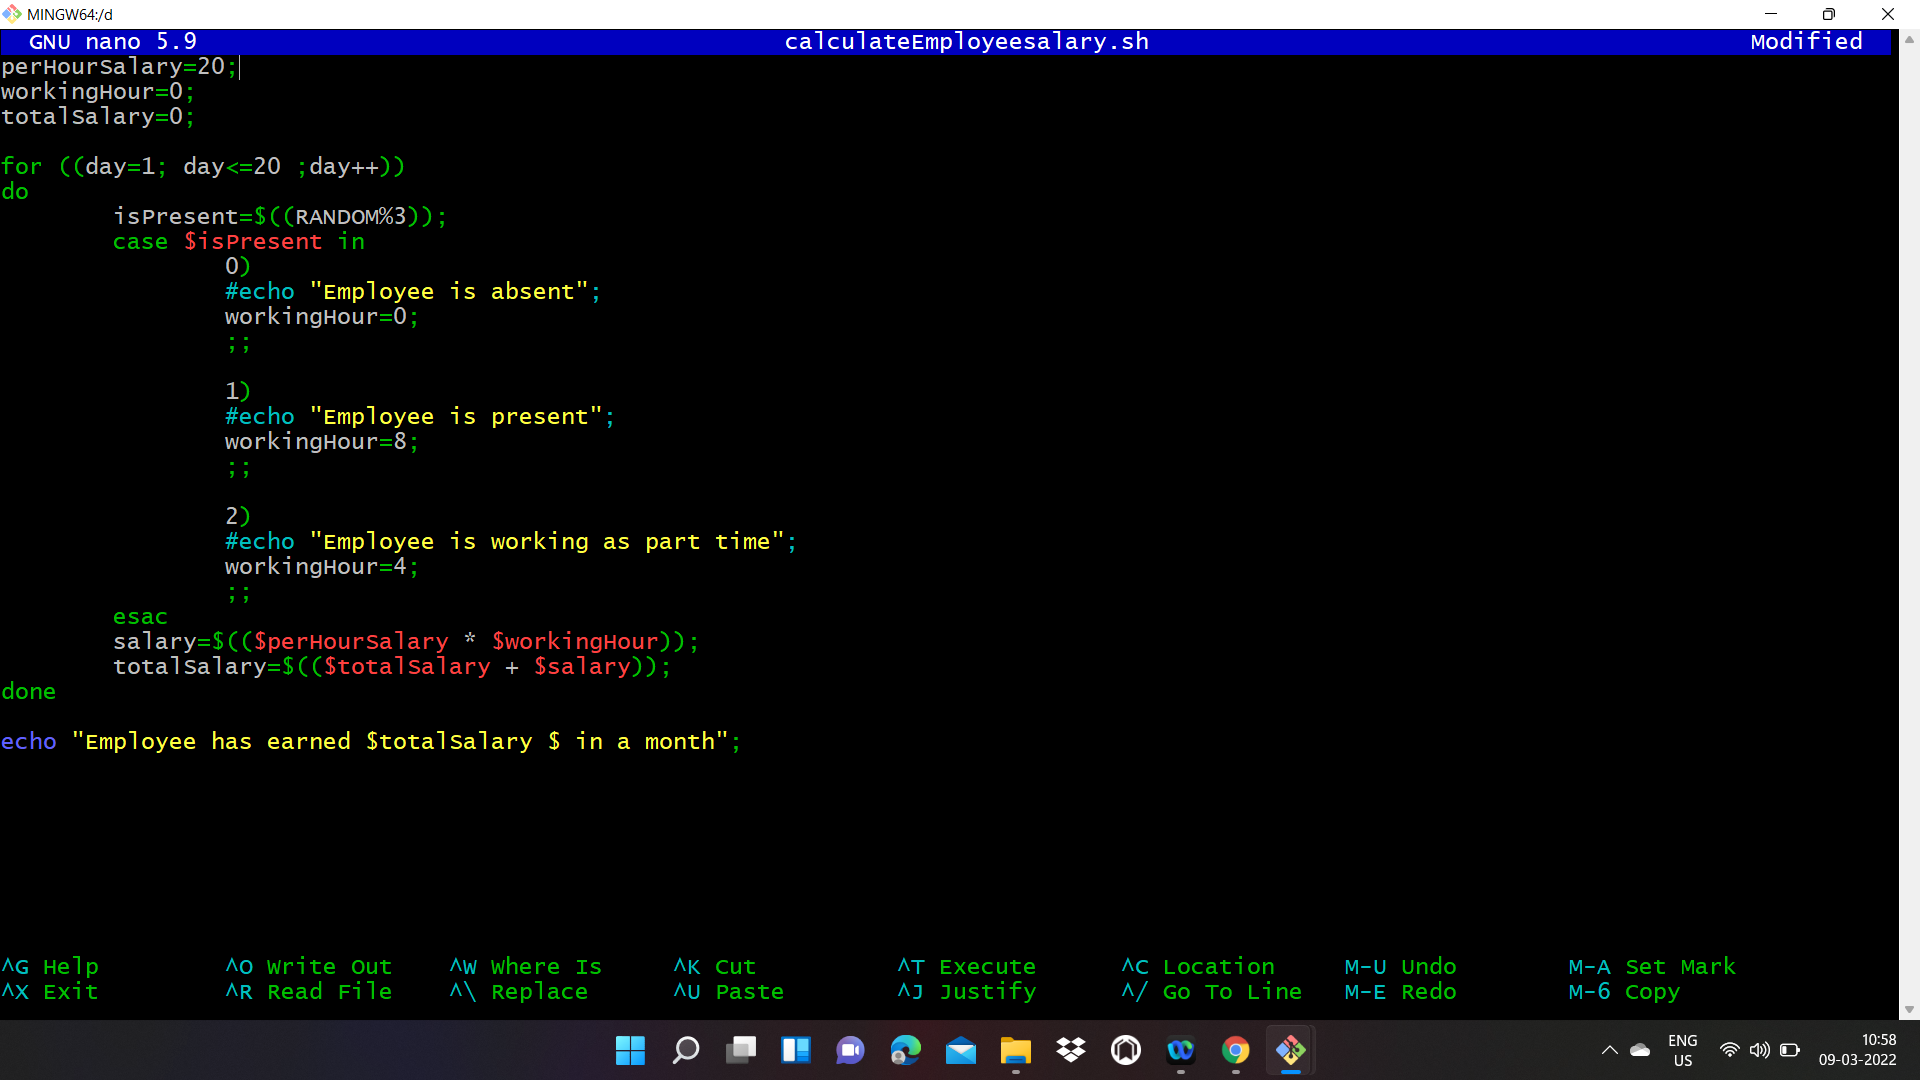 MINGW64:/d
GNU nano 5.9 calculateEmployeesalary.sh Modified
perHourSalary=20;
workingHour=0;
totalSalary=0;
for ((day=1; day<=20 ;day++))
do
isPresent=$((RANDOM%3));
case $isPresent in
0)
#echo "Employee is absent";
workingHour=0;
;;
1)
#echo "Employee is present";
workingHour=8;
;;
2)
#echo "Employee is working as part time";
workingHour=4;
;;
esac
salary=$(($perHourSalary * $workingHour));
totalSalary=$(($totalSalary + $salary));
done
echo "Employee has earned $totalSalary $ in a month";
^G Help ^O Write Out ^W Where Is ^K Cut ^T Execute ^C Location M-U Undo M-A Set Mark
^X Exit ^R Read File ^\ Replace ^U Paste ^J Justify ^/ Go To Line M-E Redo M-6 Copy
ENG 10:58
US 09-03-2022